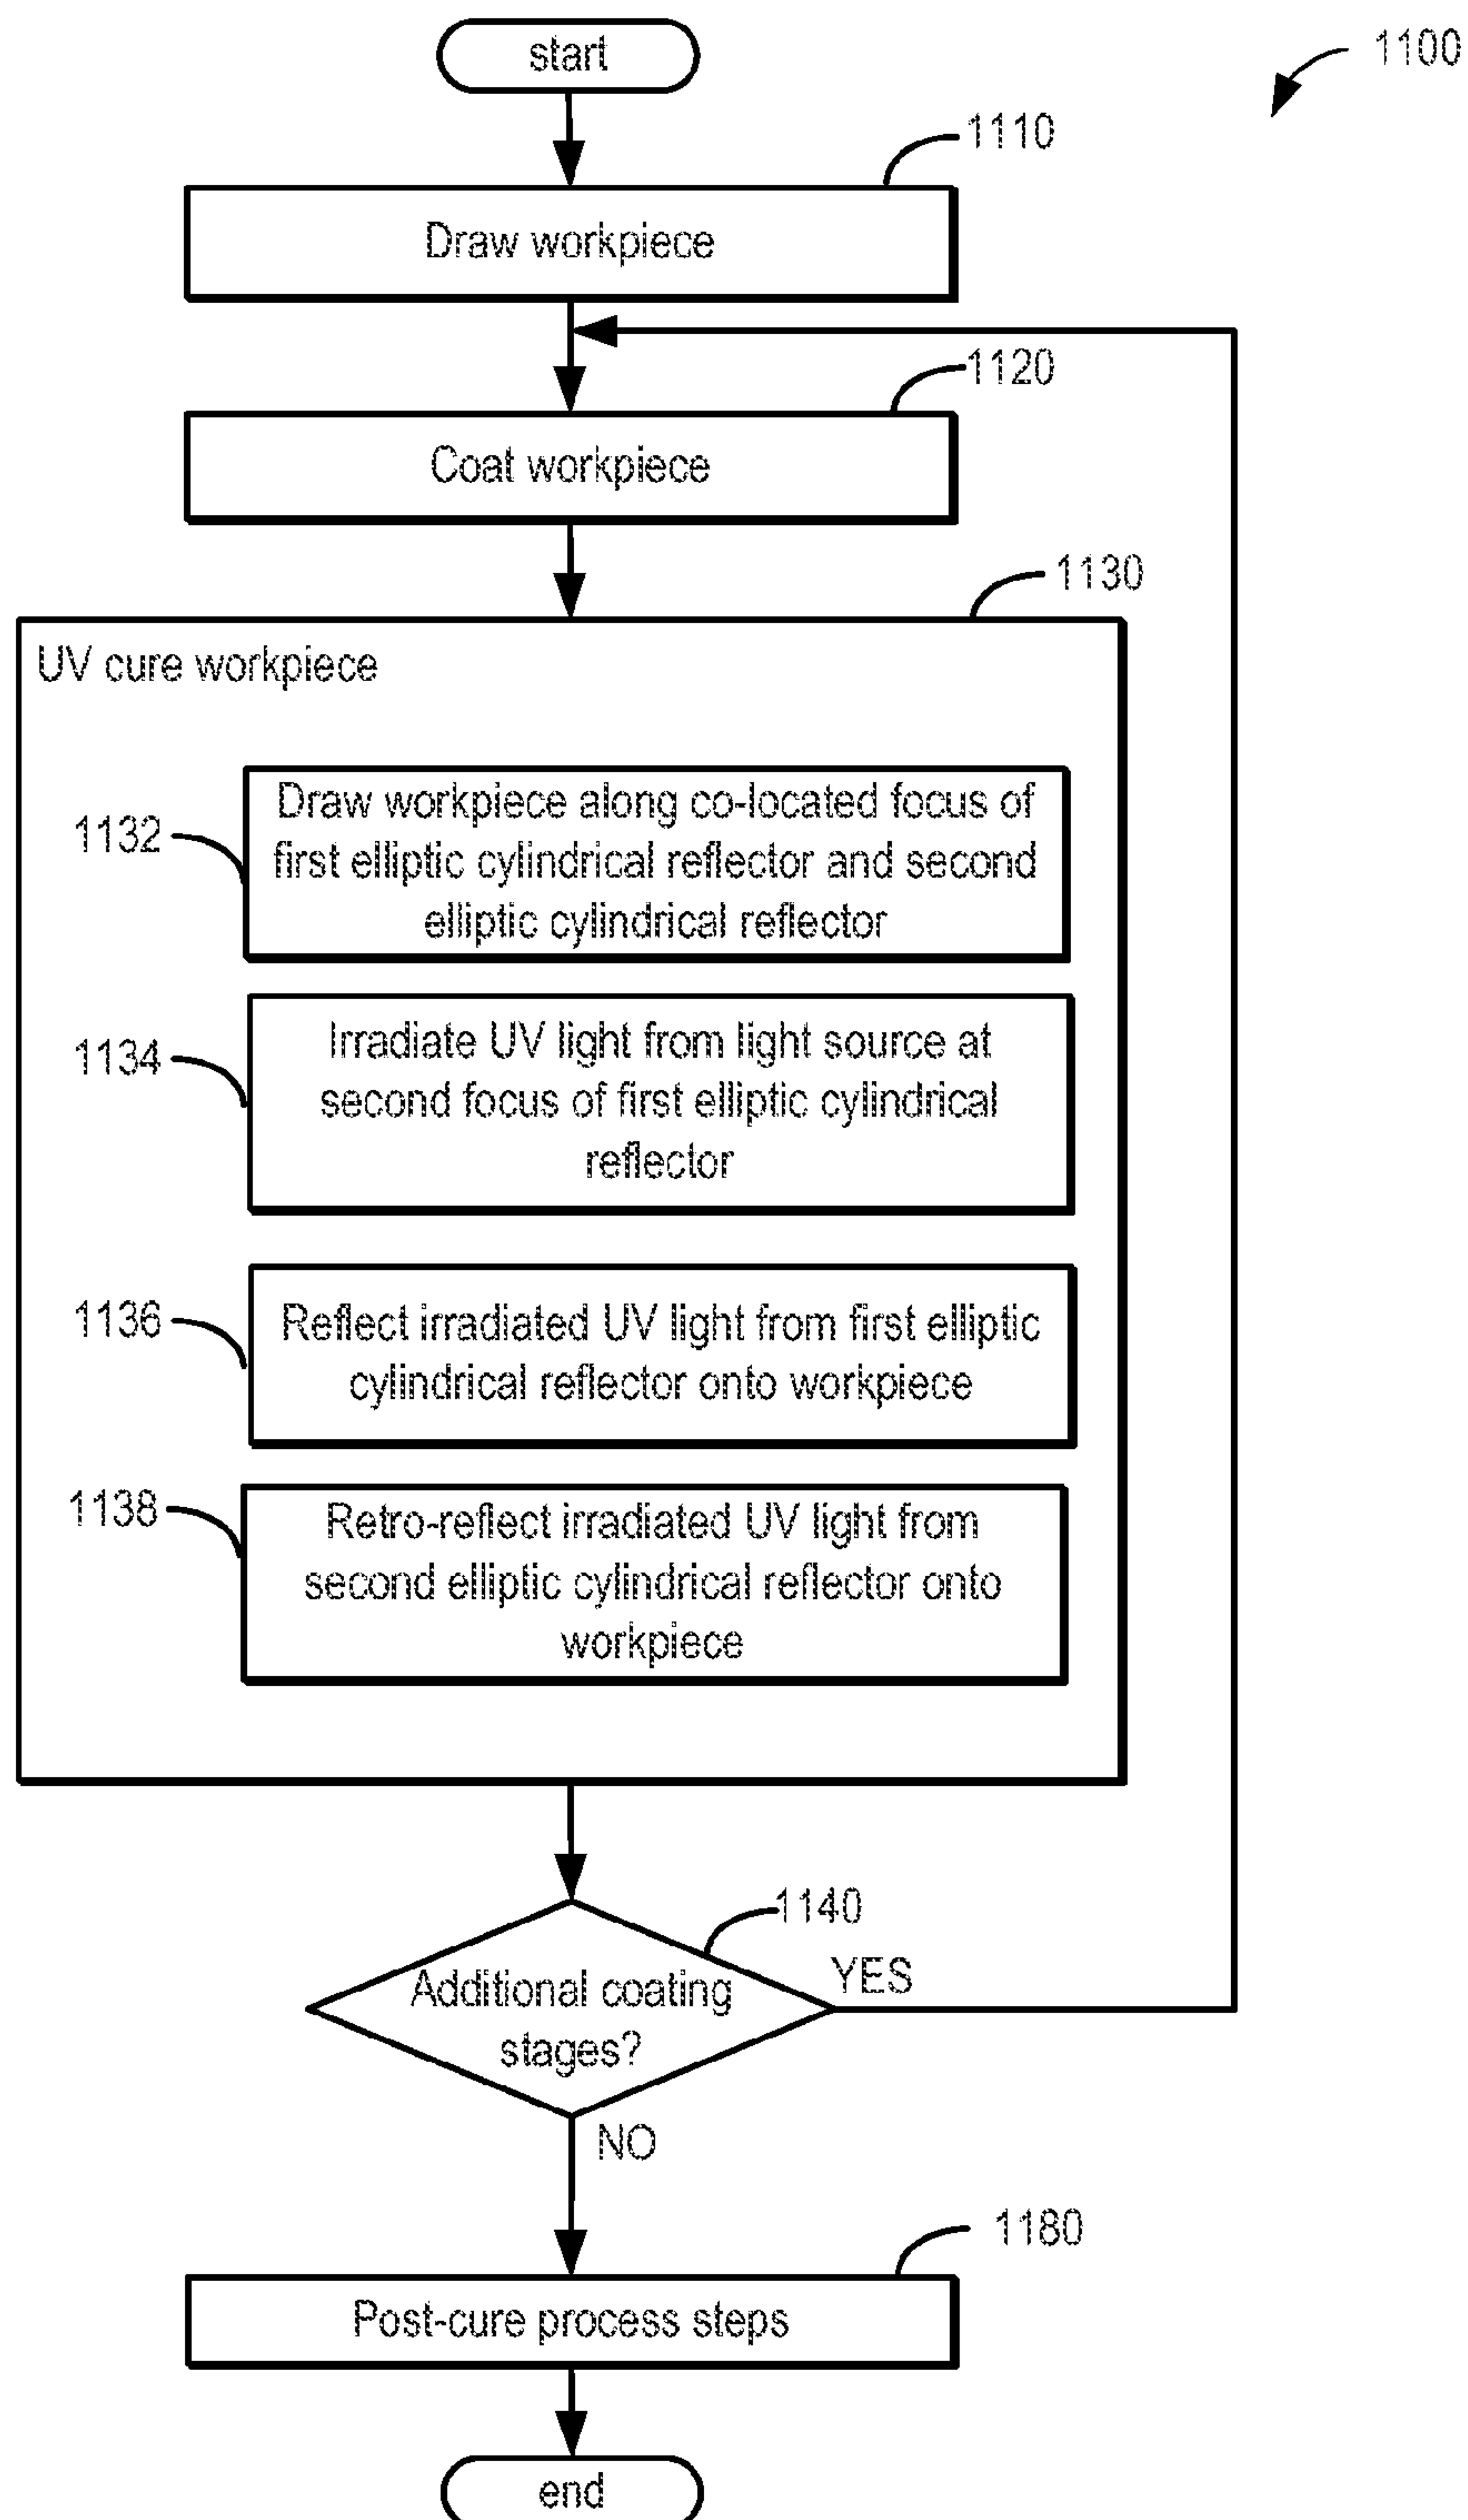 start
1100
1110
Draw workpiece
1120
Coat workpiece
1130
UV cure workpiece
1132
Draw workpiece along co-located focus of
first elliptic cylindrical reflector and second
elliptic cylindrical reflector
1134
Irradiate UV light from light source at
second focus of first elliptic cylindrical
reflector
1136
Reflect irradiated UV light from first elliptic
cylindrical reflector onto workpiece
1138
Retro-reflect irradiated UV light from
second elliptic cylindrical reflector onto
workpiece
1140
YES
Additional coating
stages?
NO
1180
Post-cure process steps
end